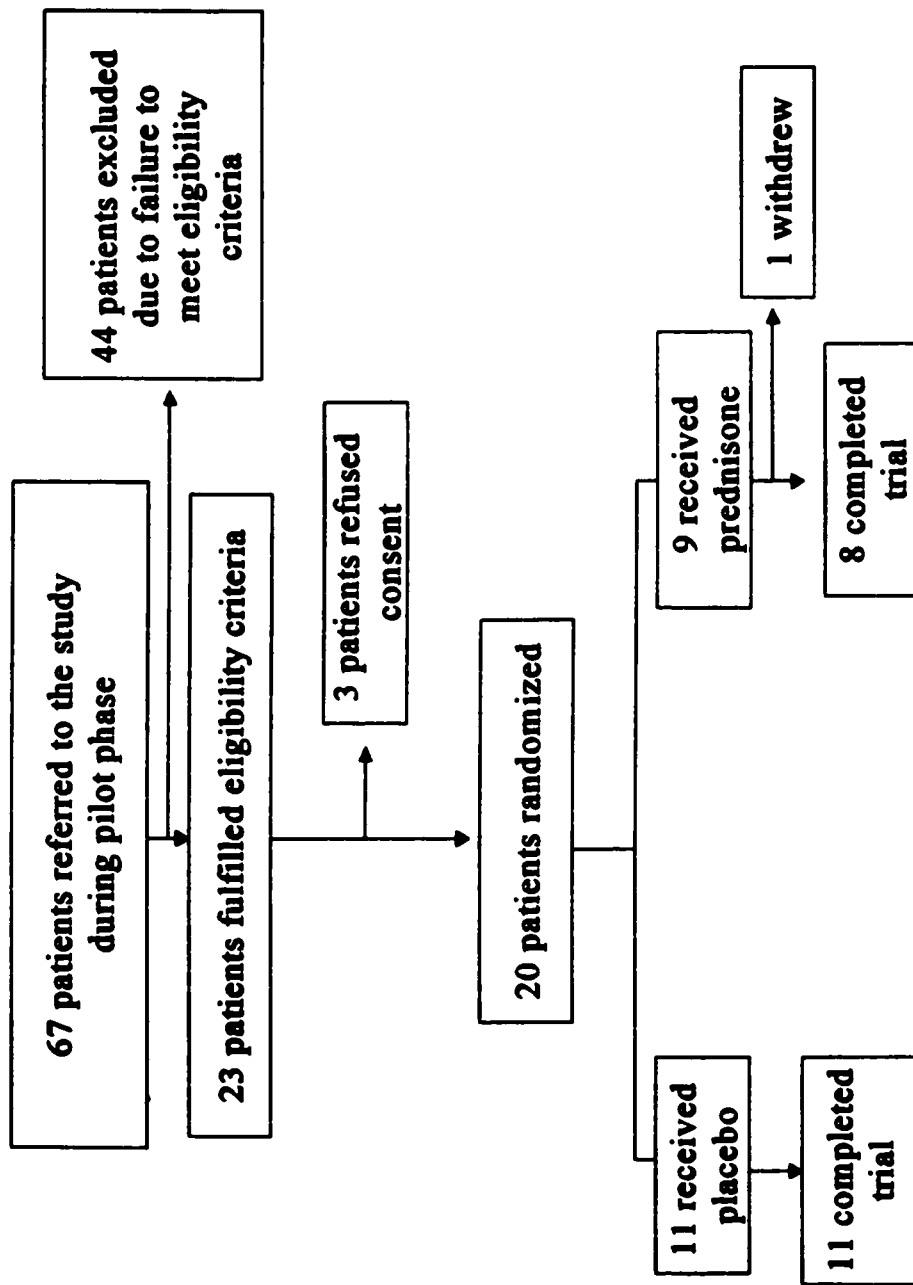 67 patients referred to the study
during pilot phase
44 patients excluded
due to failure to
meet eligibility
criteria
23 patients fulfilled eligibility criteria
3 patients refused
consent
20 patients randomized
11 received
placebo
9 received
prednisone
1 withdrew
11 completed
trial
8 completed
trial